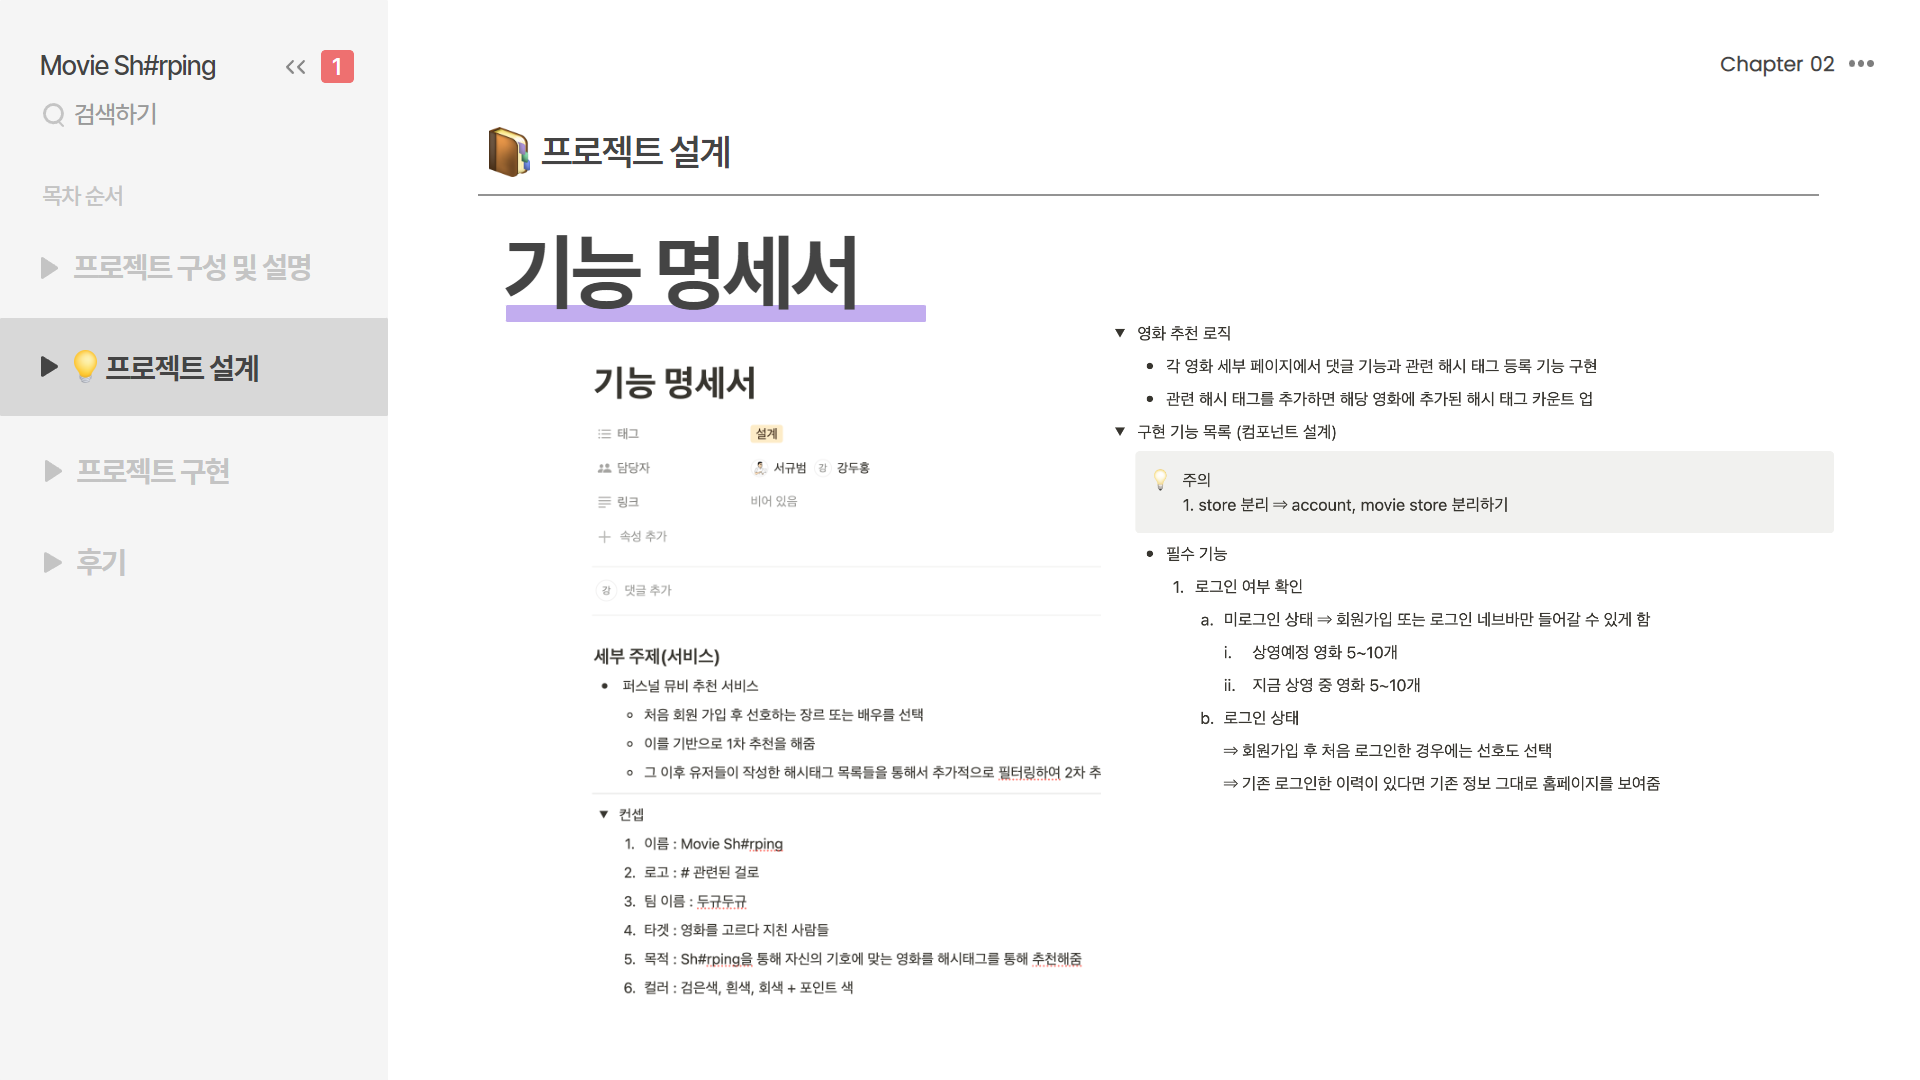 Movie Sh#rping
1
검색하기
목차 순서
프로젝트 구성 및 설명
프로젝트 설계
프로젝트 구현
후기
Chapter 02
프로젝트 설계
기능 명세서
기능 명세서
태그 설계
담당자 서규범 강 강두홍
링크 비어 있음
속성 추가
강 댓글 추가
세부 주제(서비스)
퍼스널 뮤비 추천 서비스
처음 회원 가입 후 선호하는 장르 또는 배우를 선택
이를 기반으로 1차 추천을 해줌
그 이후 유저들이 작성한 해시태그 목록들을 통해서 추가적으로 필터링하여 2차 추
컨셉
1. 이름 : Movie Sh#rping
2. 로고 : # 관련된 걸로
3. 팀 이름 : 두규두규
4. 타겟 : 영화를 고르다 지친 사람들
5. 목적 : Sh#rping을 통해 자신의 기호에 맞는 영화를 해시태그를 통해 추천해줌
6. 컬러 : 검은색, 흰색, 회색 + 포인트 색
영화 추천 로직
각 영화 세부 페이지에서 댓글 기능과 관련 해시 태그 등록 기능 구현
관련 해시 태그를 추가하면 해당 영화에 추가된 해시 태그 카운트 업
구현 기능 목록 (컴포넌트 설계)
주의
1. store 분리 ⇒ account, movie store 분리하기
필수 기능
1. 로그인 여부 확인
a. 미로그인 상태 ⇒ 회원가입 또는 로그인 네브바만 들어갈 수 있게 함
i. 상영예정 영화 5~10개
ii. 지금 상영 중 영화 5~10개
b. 로그인 상태
⇒ 회원가입 후 처음 로그인한 경우에는 선호도 선택
⇒ 기존 로그인한 이력이 있다면 기존 정보 그대로 홈페이지를 보여줌